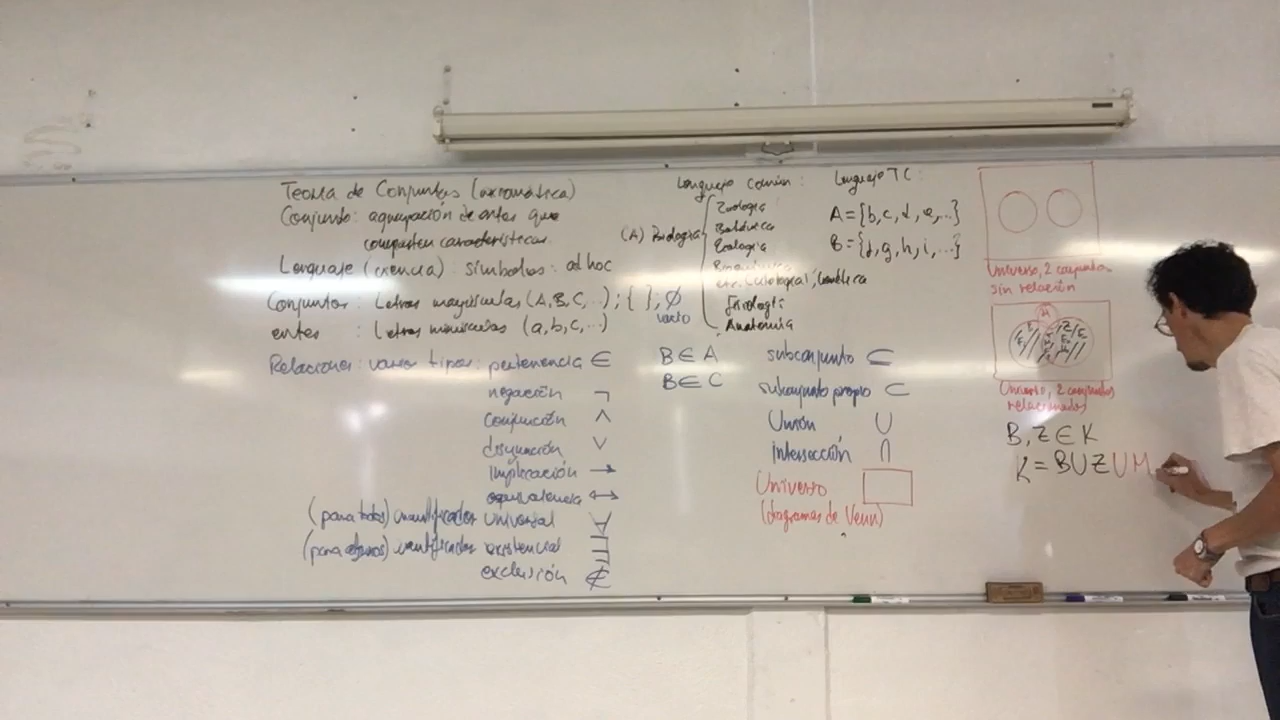 Teoría de Conjuntos (axiomática)
Conjunto: agrupación de entes que
comparten características.
Lenguaje (ciencia): símbolos: ad hoc
Conjuntos: Letras mayúsculas (A, B, C, ...); { }; ∅
vacío
entes : Letras minúsculas (a, b, c, ...)
Relaciones: varios tipos: pertenencia ∈
negación ¬
conjunción ∧
disyunción ∨
implicación →
equivalencia ↔
(para todos) cuantificador universal ∀
(para algunos) cuantificador existencial ∃
exclusión ∉
Lenguaje Común:
(A) Biología
Zoología
Botánica
Ecología
Fisiología
Anatomía
Lenguaje TC:
A = {b, c, d, e, ...}
B = {f, g, h, i, ...}
B ∈ A
B ∈ C
subconjunto ⊆
subconjunto propio ⊂
Unión ∪
intersección ∩
Universo
(diagramas de Venn)
Universo, 2 conjuntos
sin relación
Universo, 2 conjuntos
relacionados
B, Z ∈ K
K = B ∪ Z ∪ M